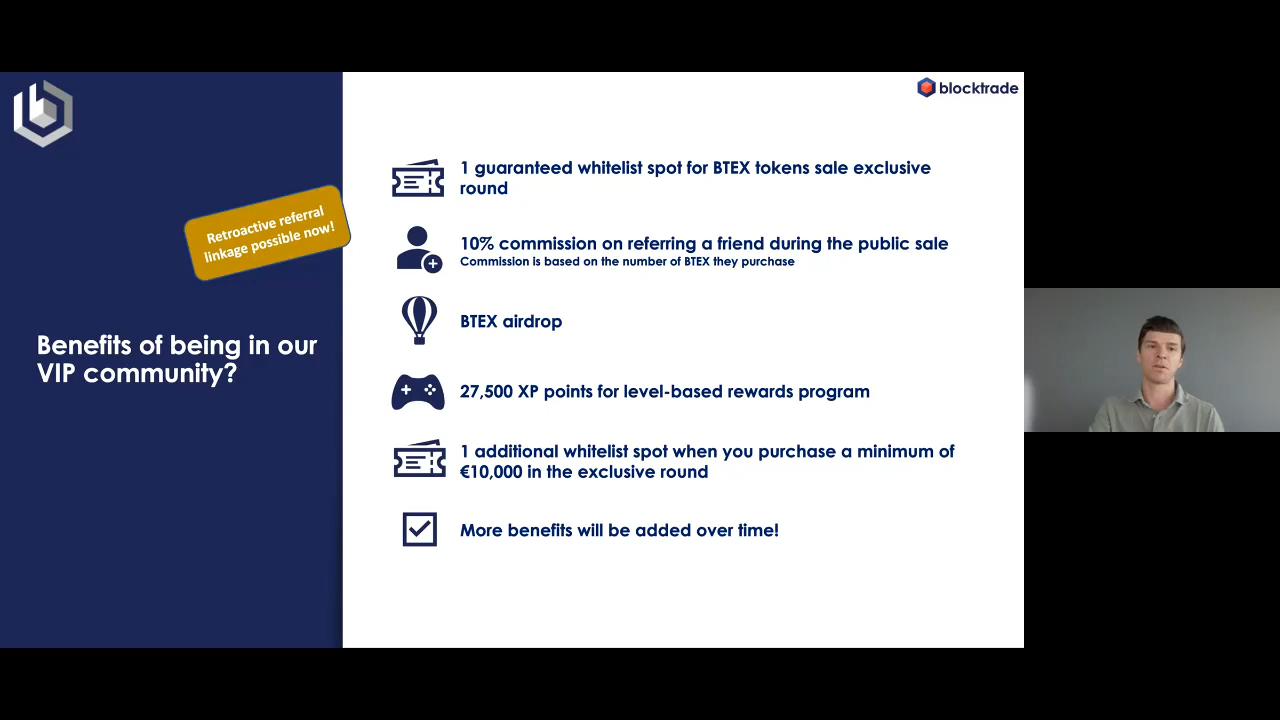 blocktrade
Retroactive referral
linkage possible now!
Benefits of being in our
VIP community?
1 guaranteed whitelist spot for BTEX tokens sale exclusive
round
10% commission on referring a friend during the public sale
Commission is based on the number of BTEX they purchase
BTEX airdrop
27,500 XP points for level-based rewards program
1 additional whitelist spot when you purchase a minimum of
€10,000 in the exclusive round
More benefits will be added over time!